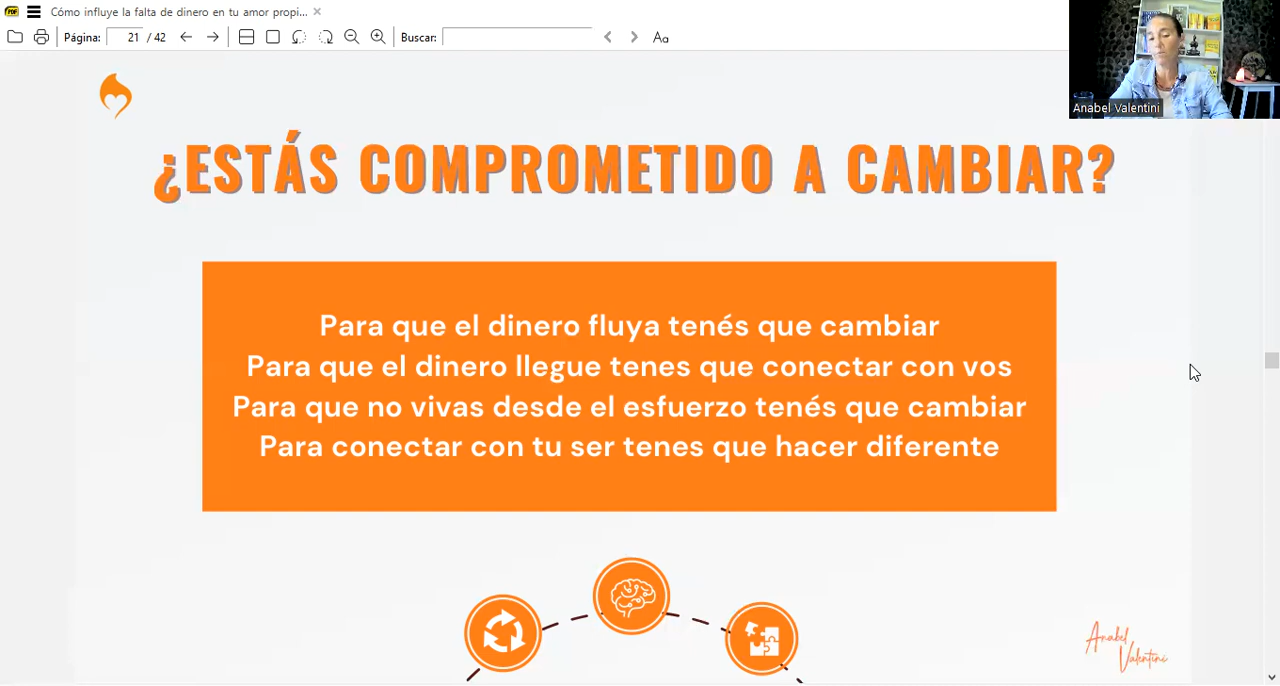 PDF
Cómo influye la falta de dinero en tu amor propi...
Página: 21 / 42
Buscar:
Aa
Anabel Valentini
¿ESTÁS COMPROMETIDO A CAMBIAR?
Para que el dinero fluya tenés que cambiar
Para que el dinero llegue tenes que conectar con vos
Para que no vivas desde el esfuerzo tenés que cambiar
Para conectar con tu ser tenes que hacer diferente
Anabel
Valentini